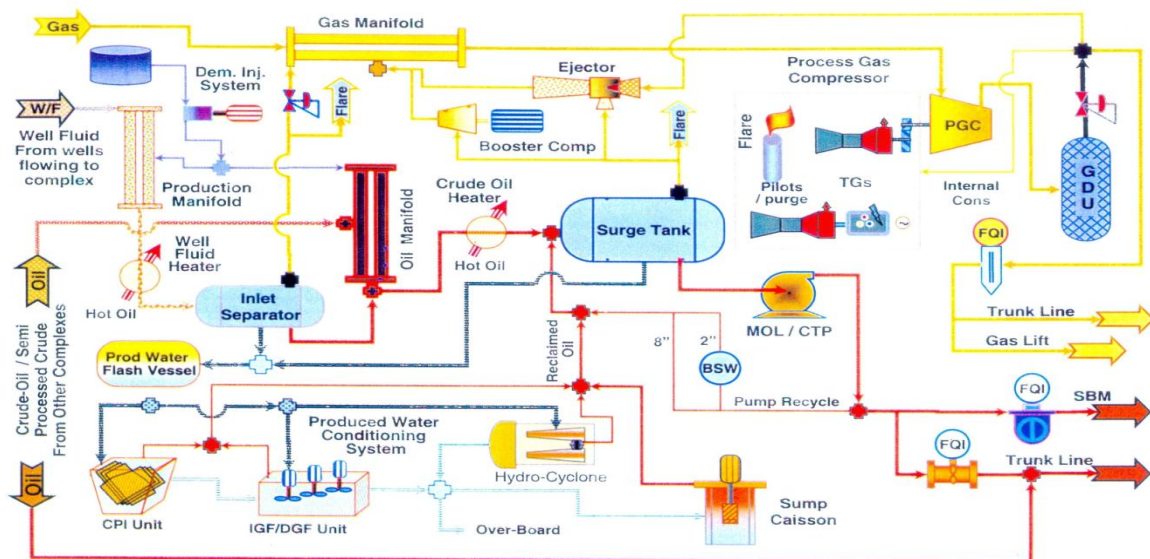 Gas
Gas Manifold
Dem. Inj.
System
W/F
Well Fluid
From wells
flowing to
complex
Production
Manifold
Flare
Ejector
Booster Comp
Flare
Process Gas
Compressor
PGC
Flare
Pilots
/ purge
TGs
Internal
Cons
GDU
FQI
Trunk Line
Gas Lift
Oil
Crude-Oil / Semi
Processed Crude
From Other Complexes
Oil
Well Fluid
Heater
Hot Oil
Oil Manifold
Crude Oil
Heater
Hot Oil
Surge Tank
Inlet
Separator
Prod Water
Flash Vessel
MOL / CTP
Reclaimed
Oil
8"
2"
BSW
Pump Recycle
FQI
SBM
FQI
Trunk Line
Produced Water
Conditioning
System
Hydro-Cyclone
CPI Unit
IGF/DGF Unit
Over-Board
Sump
Caisson